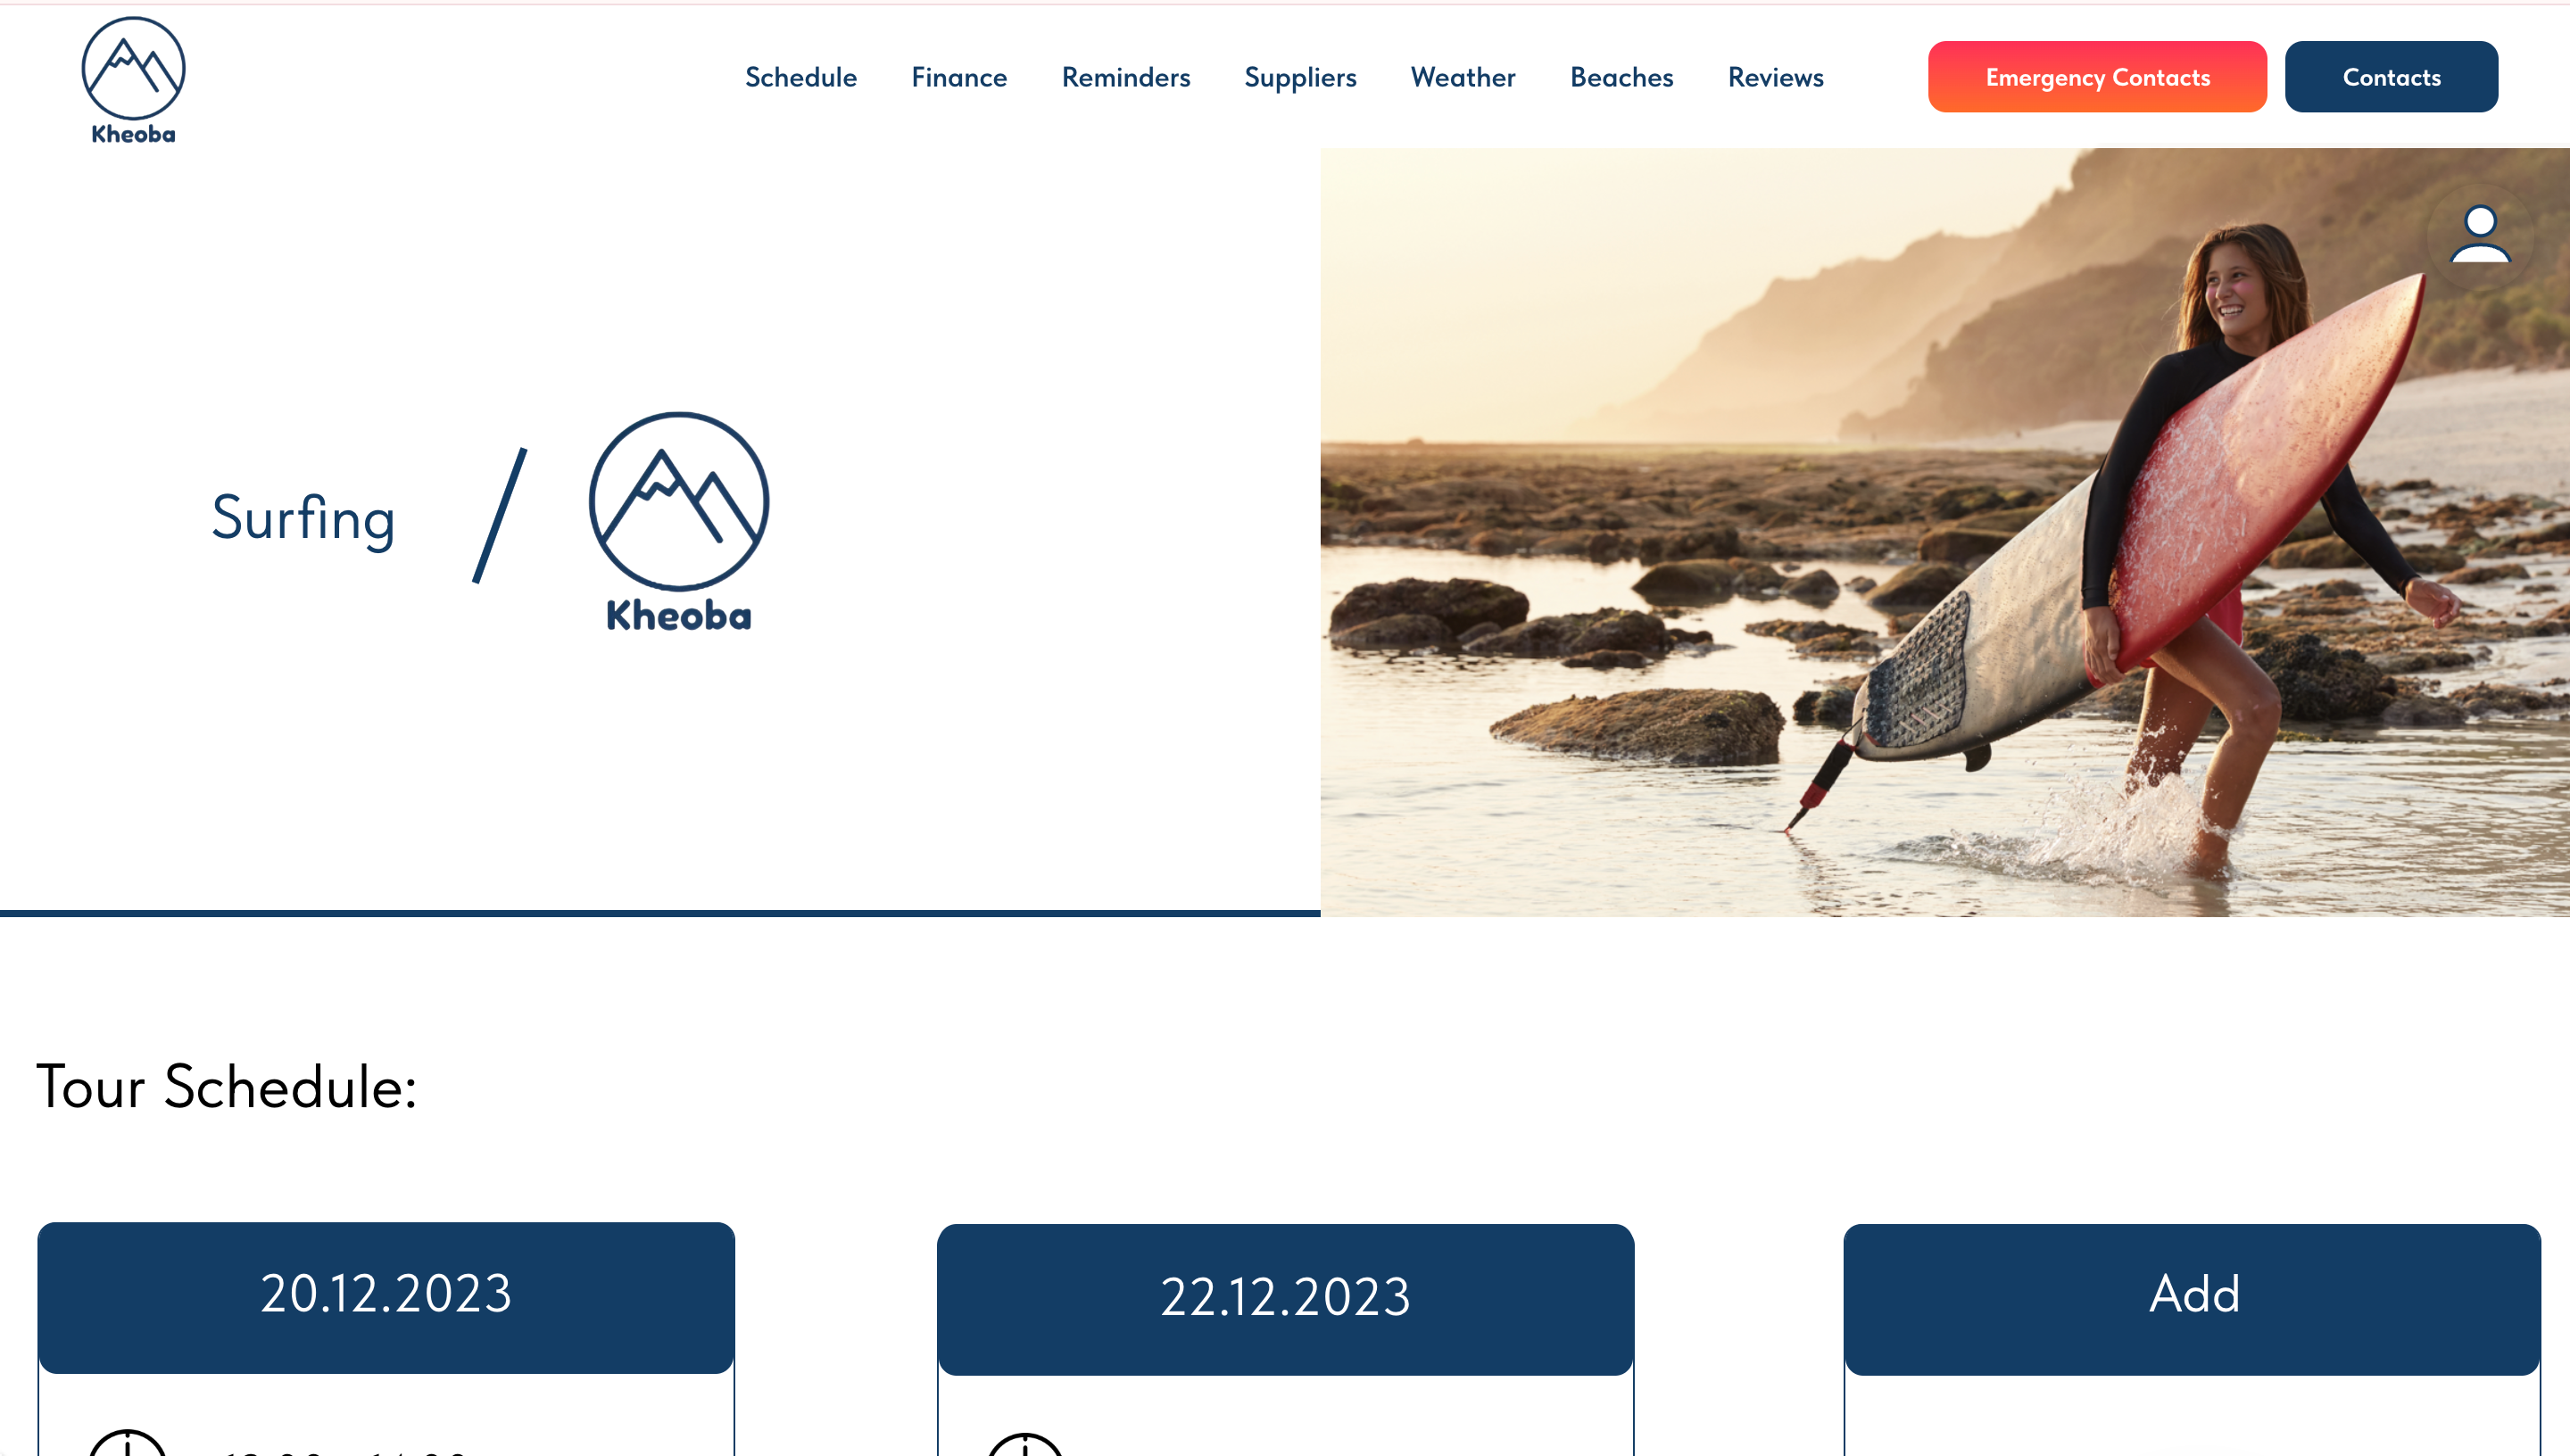 Kheoba
Schedule Finance Reminders Suppliers Weather Beaches Reviews Emergency Contacts Contacts
Surfing
Kheoba
Tour Schedule:
20.12.2023 22.12.2023 Add